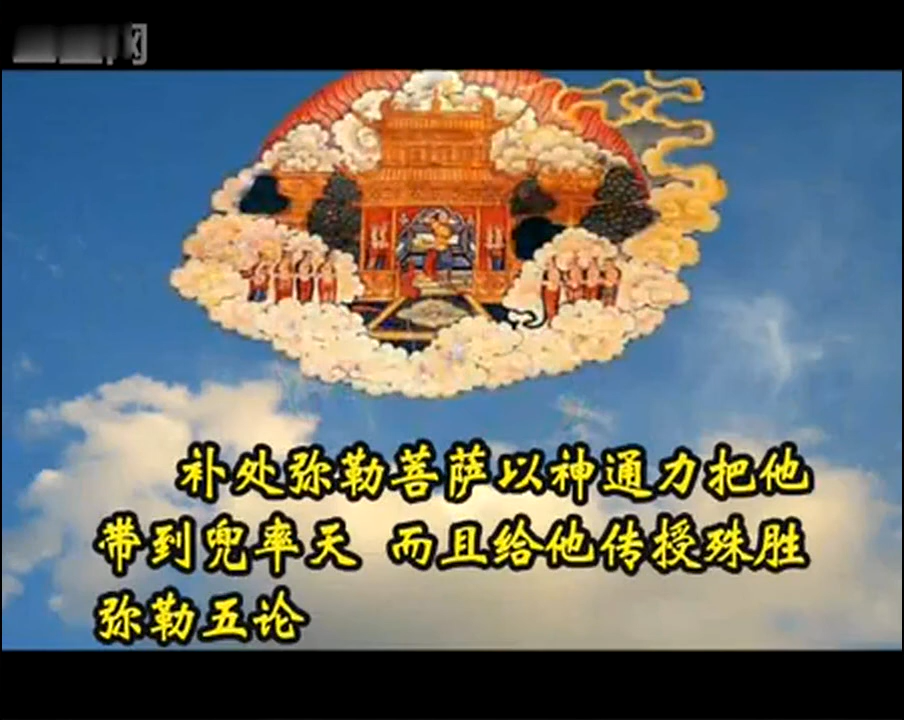 网
补处弥勒菩萨以神通力把他
带到兜率天 而且给他传授殊胜
弥勒五论